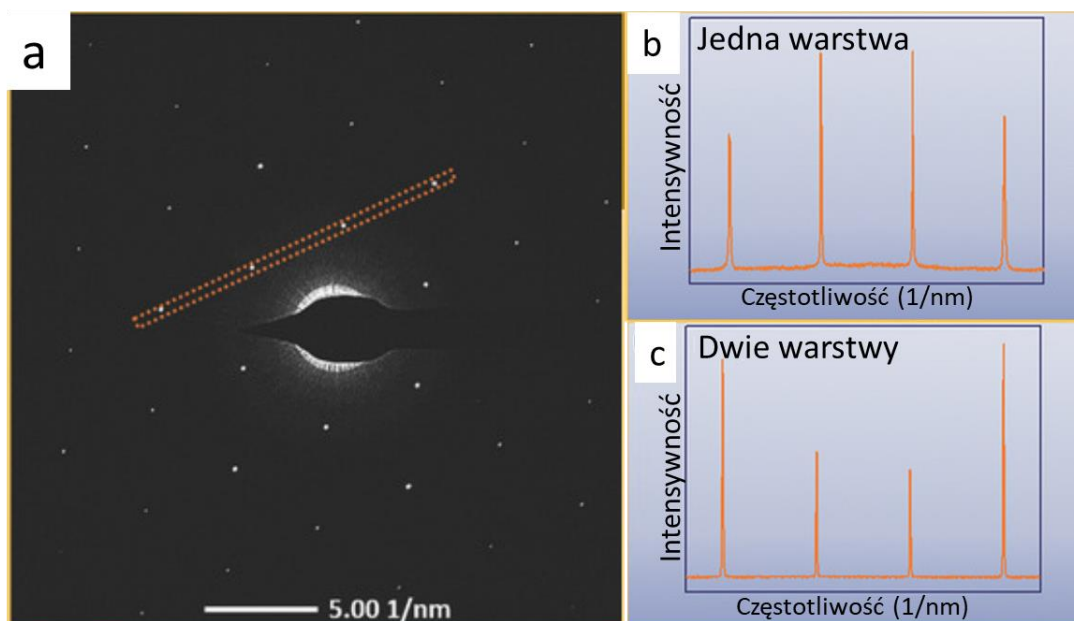 a
5.00 1/nm
b
Jedna warstwa
Intensywność
Częstotliwość (1/nm)
c
Dwie warstwy
Intensywność
Częstotliwość (1/nm)